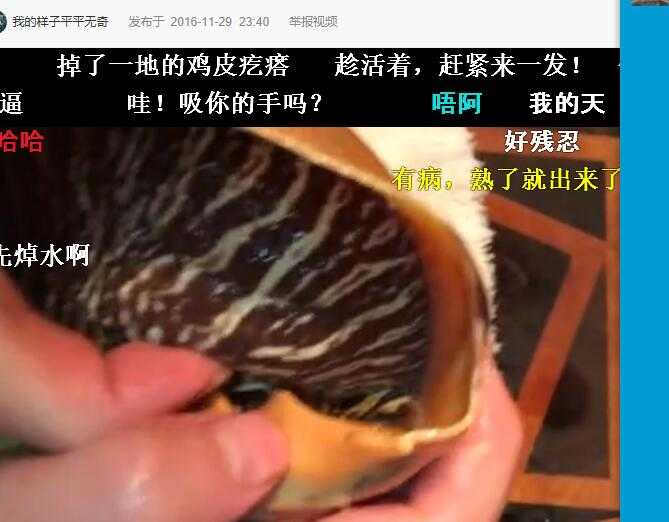 我的样子平平无奇 发布于 2016-11-29 23:40 举报视频
掉了一地的鸡皮疙瘩 趁活着，赶紧来一发！
逼 哇！吸你的手吗？ 唔阿 我的天
哈哈 好残忍
有病，熟了就出来了
先焯水啊